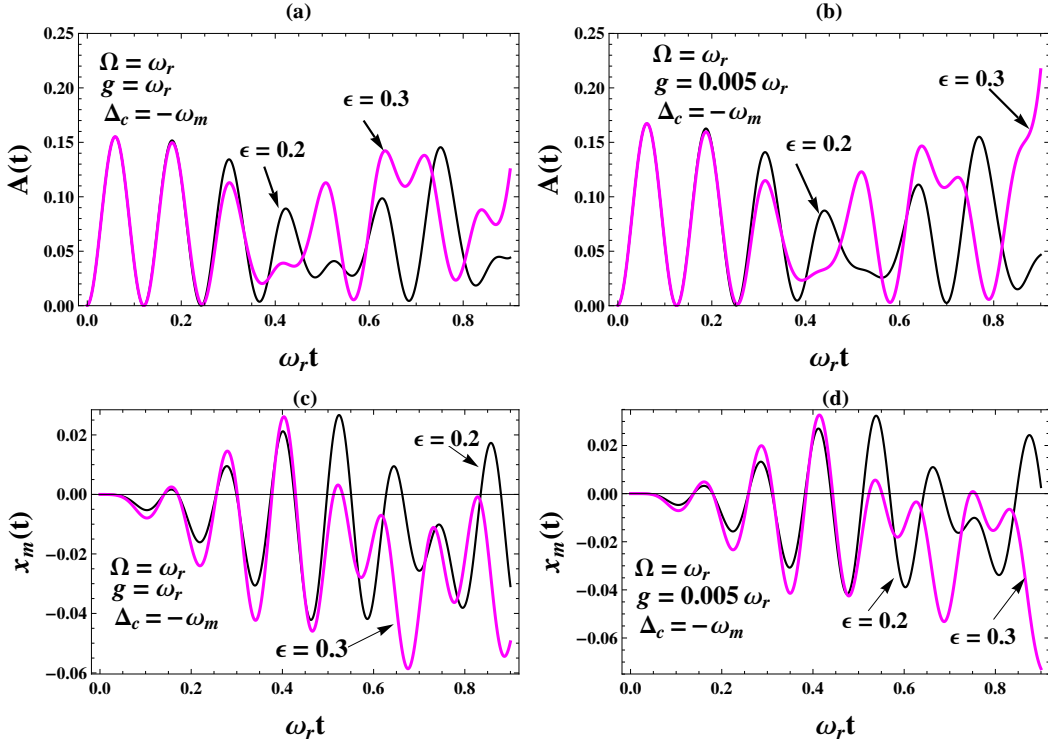 (a)
A(t)
0.25
0.20
0.15
0.10
0.05
0.00
Ω = ω_r
g = ω_r
Δ_c = −ω_m
ϵ = 0.3
ϵ = 0.2
0.0 0.2 0.4 0.6 0.8
ω_r t
(b)
A(t)
0.25
0.20
0.15
0.10
0.05
0.00
Ω = ω_r
g = 0.005 ω_r
Δ_c = −ω_m
ϵ = 0.3
ϵ = 0.2
0.0 0.2 0.4 0.6 0.8
ω_r t
(c)
x_m(t)
0.02
0.00
−0.02
−0.04
−0.06
ϵ = 0.2
Ω = ω_r
g = ω_r
Δ_c = −ω_m
ϵ = 0.3
0.0 0.2 0.4 0.6 0.8
ω_r t
(d)
x_m(t)
0.02
0.00
−0.02
−0.04
−0.06
Ω = ω_r
g = 0.005 ω_r
Δ_c = −ω_m
ϵ = 0.2
ϵ = 0.3
0.0 0.2 0.4 0.6 0.8
ω_r t